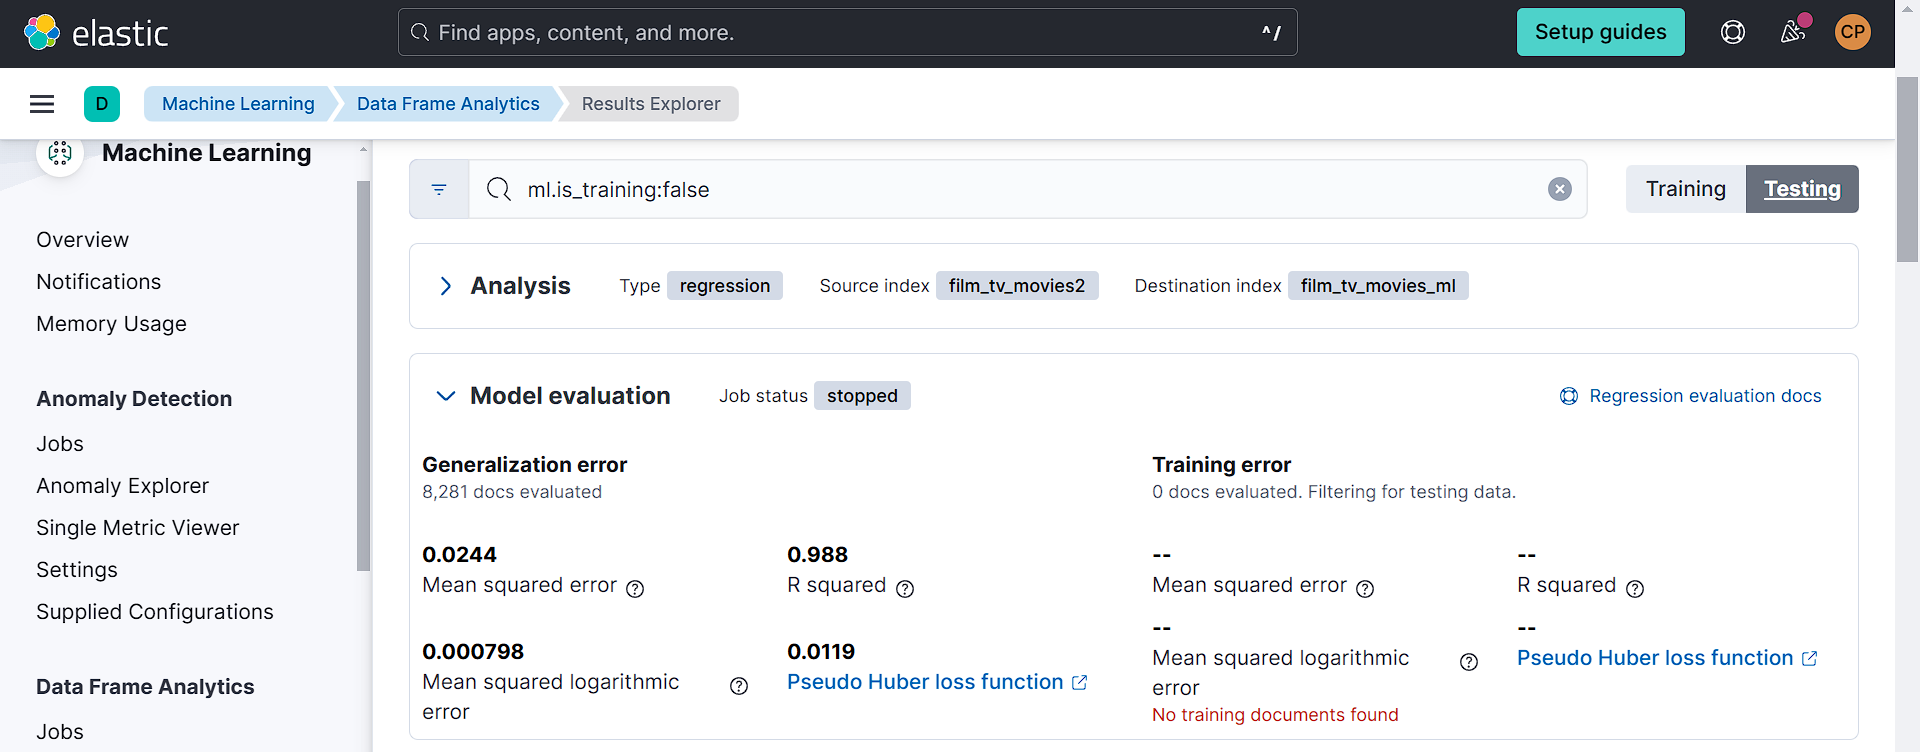 elastic
Find apps, content, and more.
^/
Setup guides
CP
D
Machine Learning
Data Frame Analytics
Results Explorer
Machine Learning
Overview
Notifications
Memory Usage
Anomaly Detection
Jobs
Anomaly Explorer
Single Metric Viewer
Settings
Supplied Configurations
Data Frame Analytics
Jobs
ml.is_training:false
Training
Testing
Analysis
Type regression
Source index film_tv_movies2
Destination index film_tv_movies_ml
Model evaluation
Job status stopped
Regression evaluation docs
Generalization error
8,281 docs evaluated
0.0244
Mean squared error
0.988
R squared
0.000798
Mean squared logarithmic
error
0.0119
Pseudo Huber loss function
Training error
0 docs evaluated. Filtering for testing data.
--
Mean squared error
--
R squared
--
Mean squared logarithmic
error
No training documents found
--
Pseudo Huber loss function